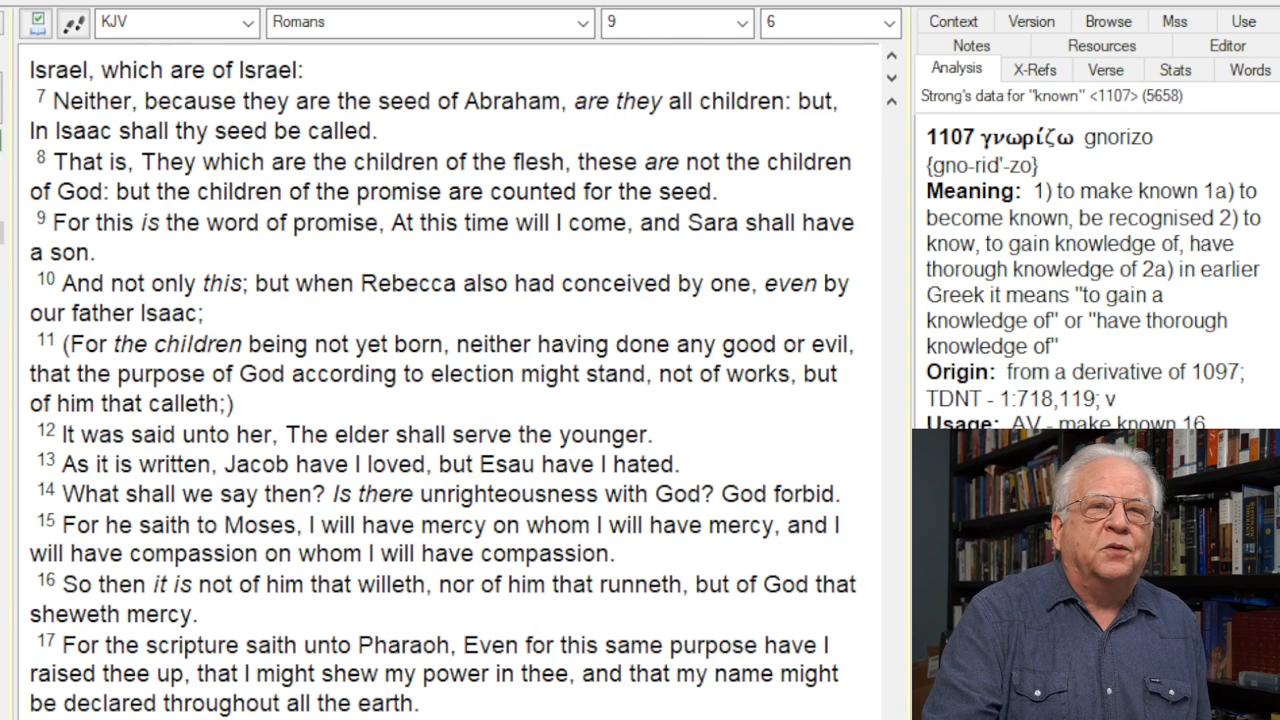 KJV
Romans
9
6
Israel, which are of Israel:
7 Neither, because they are the seed of Abraham, are they all children: but,
In Isaac shall thy seed be called.
8 That is, They which are the children of the flesh, these are not the children
of God: but the children of the promise are counted for the seed.
9 For this is the word of promise, At this time will I come, and Sara shall have
a son.
10 And not only this; but when Rebecca also had conceived by one, even by
our father Isaac;
11 (For the children being not yet born, neither having done any good or evil,
that the purpose of God according to election might stand, not of works, but
of him that calleth;)
12 It was said unto her, The elder shall serve the younger.
13 As it is written, Jacob have I loved, but Esau have I hated.
14 What shall we say then? Is there unrighteousness with God? God forbid.
15 For he saith to Moses, I will have mercy on whom I will have mercy, and I
will have compassion on whom I will have compassion.
16 So then it is not of him that willeth, nor of him that runneth, but of God that
sheweth mercy.
17 For the scripture saith unto Pharaoh, Even for this same purpose have I
raised thee up, that I might shew my power in thee, and that my name might
be declared throughout all the earth.
Context Version Browse Mss Use
Notes Resources Editor
Analysis X-Refs Verse Stats Words
Strong's data for "known" <1107> (5658)
1107 γνωρίζω gnorizo
{gno-rid'-zo}
Meaning: 1) to make known 1a) to
become known, be recognised 2) to
know, to gain knowledge of, have
thorough knowledge of 2a) in earlier
Greek it means "to gain a
knowledge of" or "have thorough
knowledge of"
Origin: from a derivative of 1097;
TDNT - 1:718,119; v
Usage: AV - make known 16